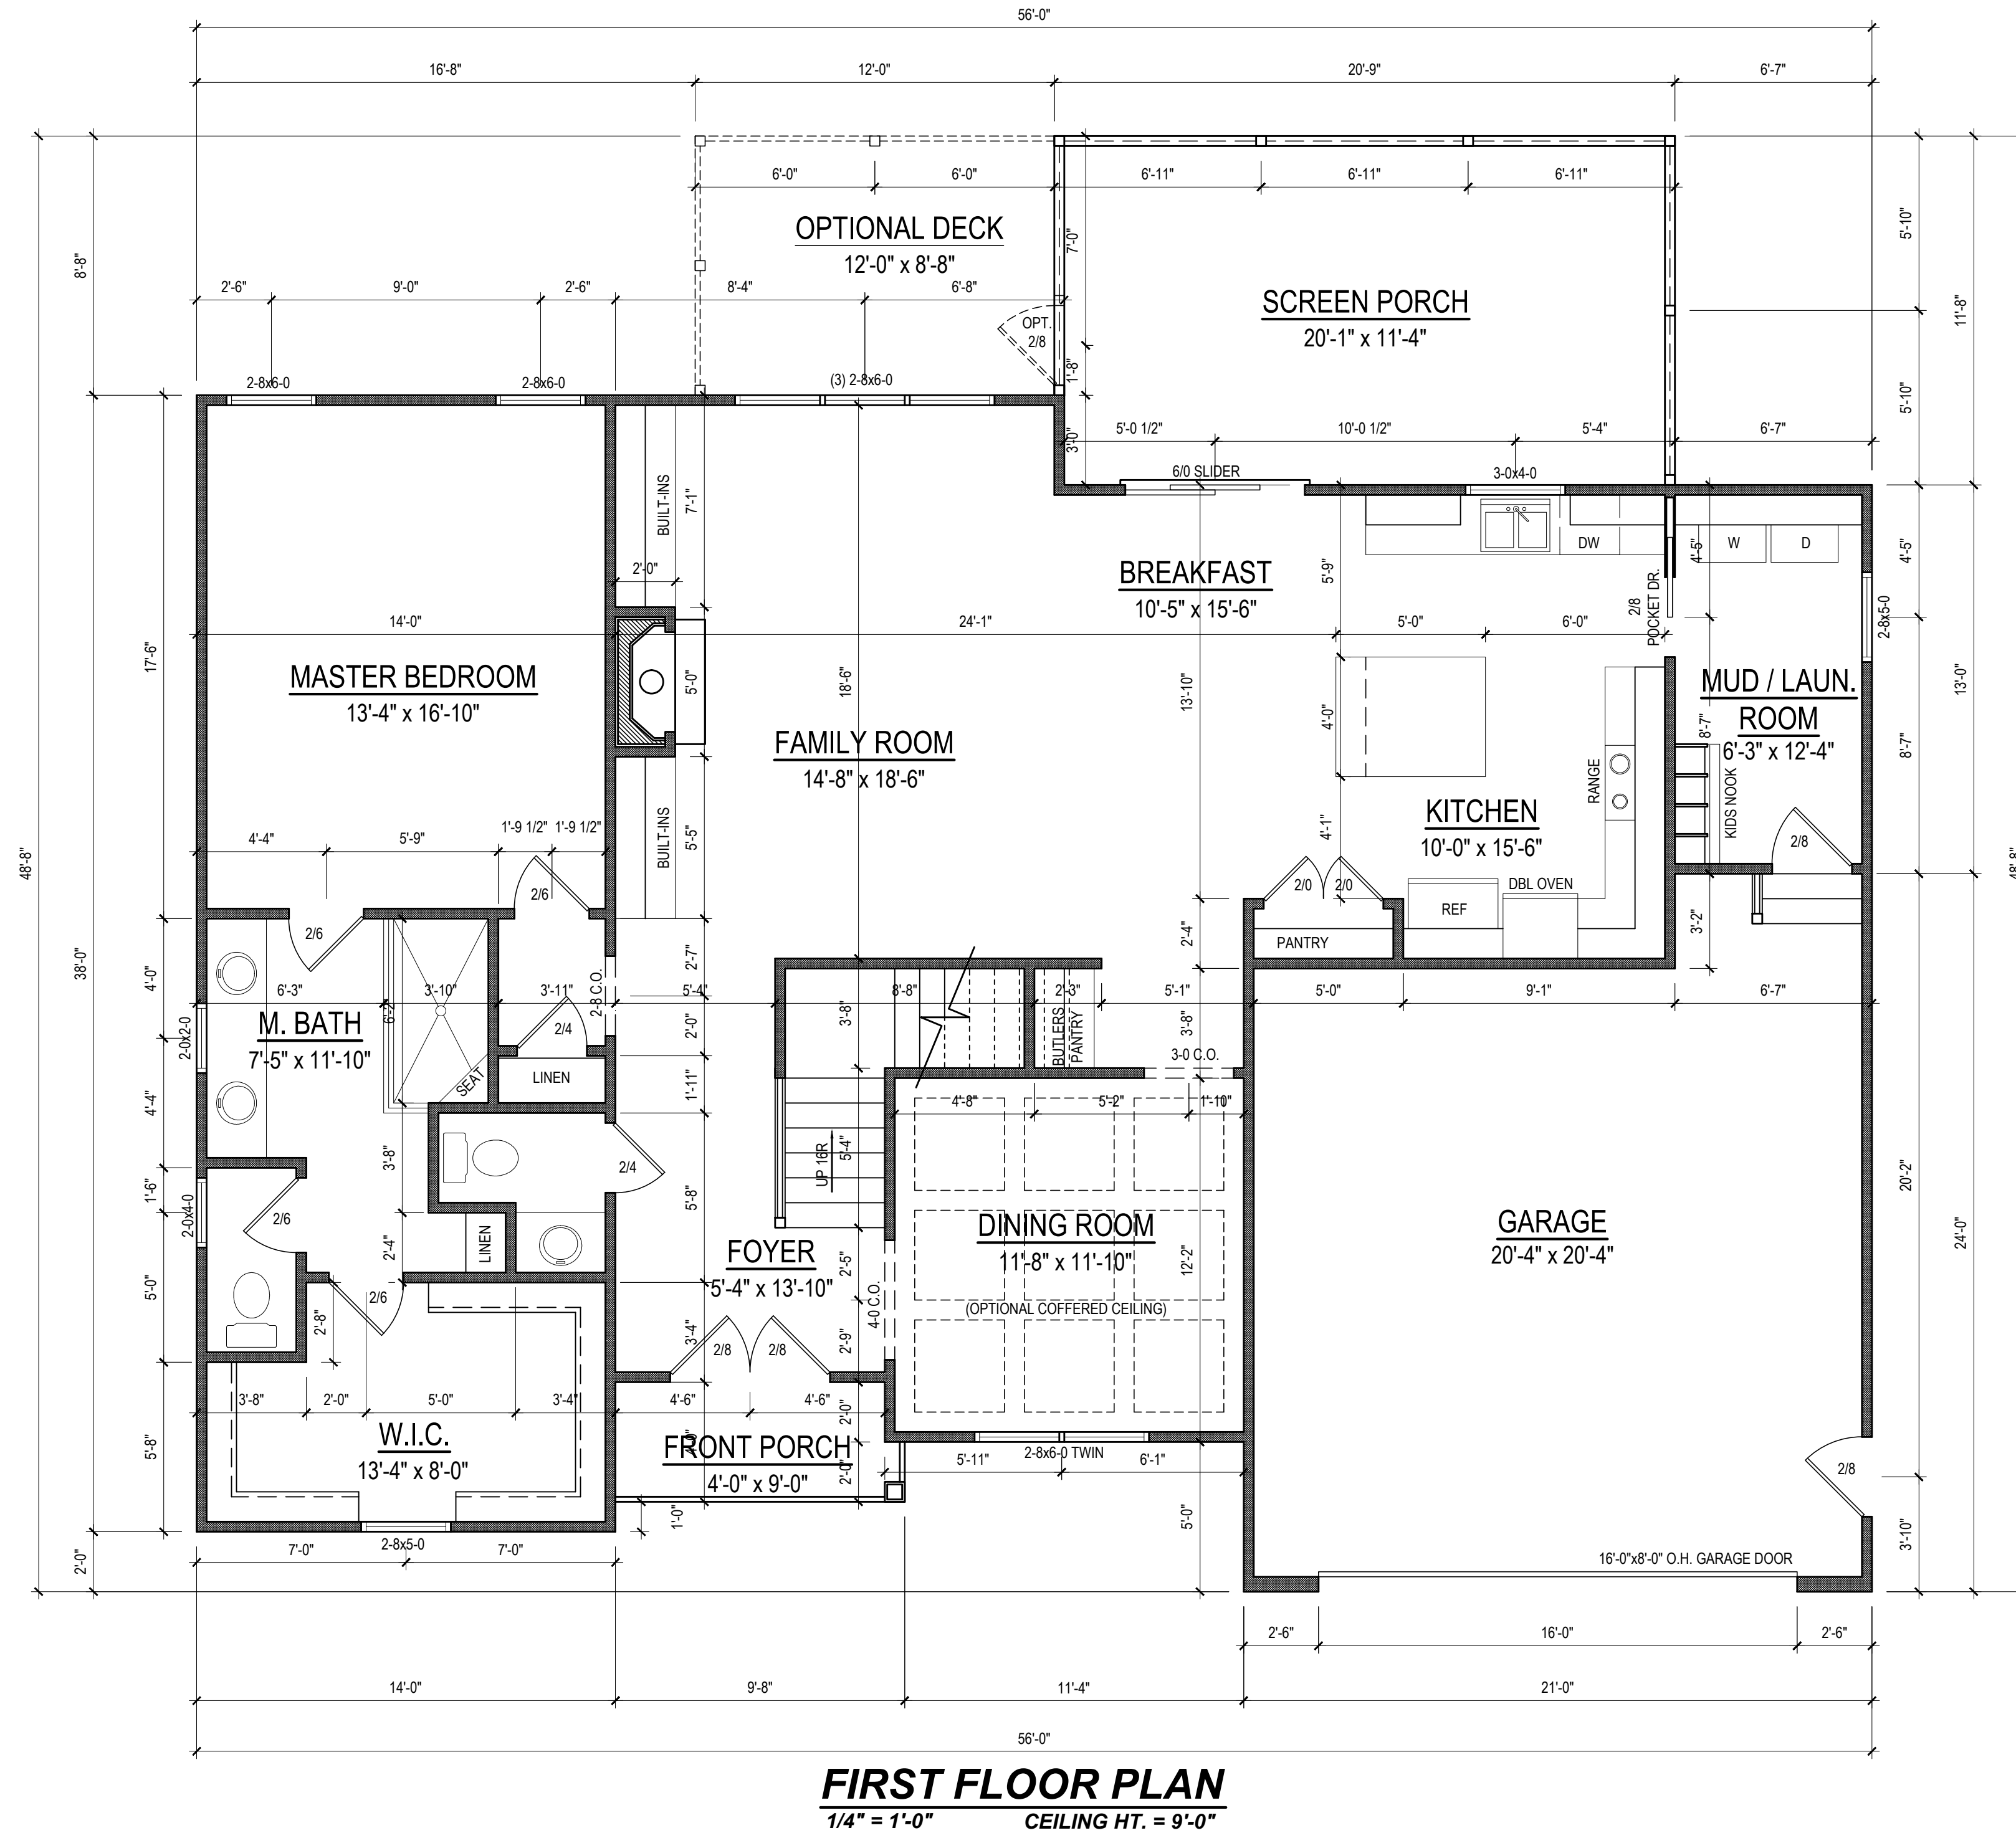 56'-0"
16'-8"
12'-0"
20'-9"
6'-7"
6'-0"
6'-0"
6'-11"
6'-11"
6'-11"
OPTIONAL DECK
12'-0" x 8'-8"
7'-0"
5'-10"
8'-8"
2'-6"
9'-0"
2'-6"
8'-4"
6'-8"
SCREEN PORCH
20'-1" x 11'-4"
11'-8"
OPT.
2/8
1'-8"
5'-10"
2-8x6-0
2-8x6-0
(3) 2-8x6-0
3'-0"
5'-0 1/2"
10'-0 1/2"
5'-4"
6'-7"
6/0 SLIDER
3-0x4-0
BUILT-INS
7'-1"
2'-0"
BREAKFAST
10'-5" x 15'-6"
5'-9"
DW
4'-5"
W
D
4'-5"
2/8
POCKET DR.
2-8x5-0
14'-0"
24'-1"
5'-0"
6'-0"
17'-6"
MASTER BEDROOM
13'-4" x 16'-10"
5'-0"
18'-6"
13'-10"
4'-0"
MUD / LAUN.
ROOM
6'-3" x 12'-4"
8'-7"
8'-7"
13'-0"
FAMILY ROOM
14'-8" x 18'-6"
RANGE
KIDS NOOK
KITCHEN
10'-0" x 15'-6"
4'-4"
5'-9"
1'-9 1/2"
1'-9 1/2"
BUILT-INS
5'-5"
4'-1"
2/8
48'-8"
48'-8"
2/6
2/6
2/0
2/0
REF
DBL OVEN
PANTRY
3'-2"
2'-4"
38'-0"
4'-0"
2'-7"
2-8 C.O.
6'-3"
6'-2"
3'-10"
3'-11"
5'-4"
8'-8"
2'-3"
5'-1"
5'-0"
9'-1"
6'-7"
2-0x2-0
M. BATH
7'-5" x 11'-10"
2/4
2'-0"
3'-8"
BUTLERS
PANTRY
3'-8"
3-0 C.O.
SEAT
LINEN
1'-11"
4'-4"
4'-8"
5'-2"
1'-10"
3'-8"
2/4
UP 16R
5'-4"
1'-6"
2-0x4-0
2/6
5'-8"
2'-4"
LINEN
FOYER
5'-4" x 13'-10"
2'-5"
4-0 C.O.
DINING ROOM
11'-8" x 11'-10"
(OPTIONAL COFFERED CEILING)
12'-2"
GARAGE
20'-4" x 20'-4"
20'-2"
24'-0"
5'-0"
2/6
2'-8"
3'-4"
2/8
2/8
2'-9"
3'-8"
2'-0"
5'-0"
3'-4"
4'-6"
4'-6"
2'-0"
5'-8"
W.I.C.
13'-4" x 8'-0"
FRONT PORCH
4'-0" x 9'-0"
2'-0"
5'-11"
2-8x6-0 TWIN
6'-1"
2/8
1'-0"
5'-0"
3'-10"
2'-0"
7'-0"
2-8x5-0
7'-0"
16'-0"x8'-0" O.H. GARAGE DOOR
2'-6"
16'-0"
2'-6"
14'-0"
9'-8"
11'-4"
21'-0"
56'-0"
FIRST FLOOR PLAN
1/4" = 1'-0" CEILING HT. = 9'-0"